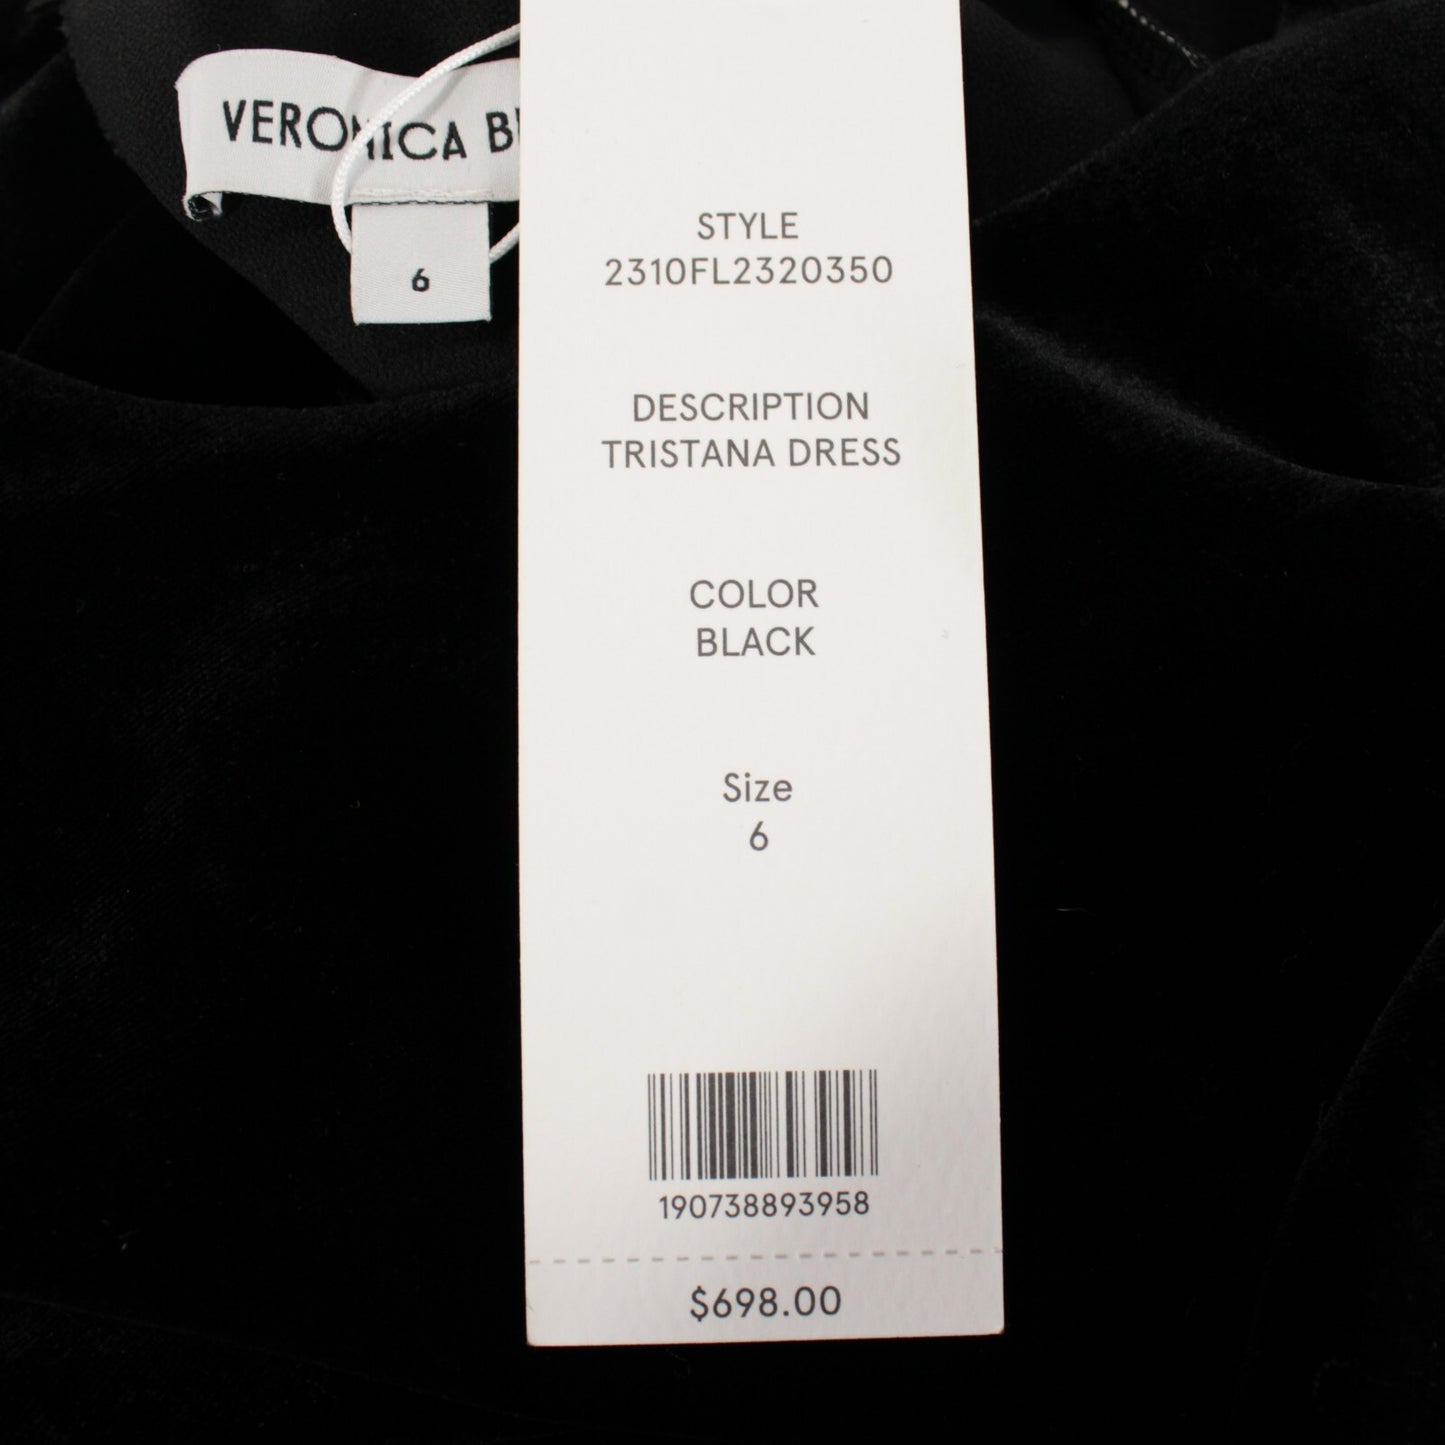 VERONICA
6
STYLE
2310FL2320350
DESCRIPTION
TRISTANA DRESS
COLOR
BLACK
Size
6
190738893958
$698.00